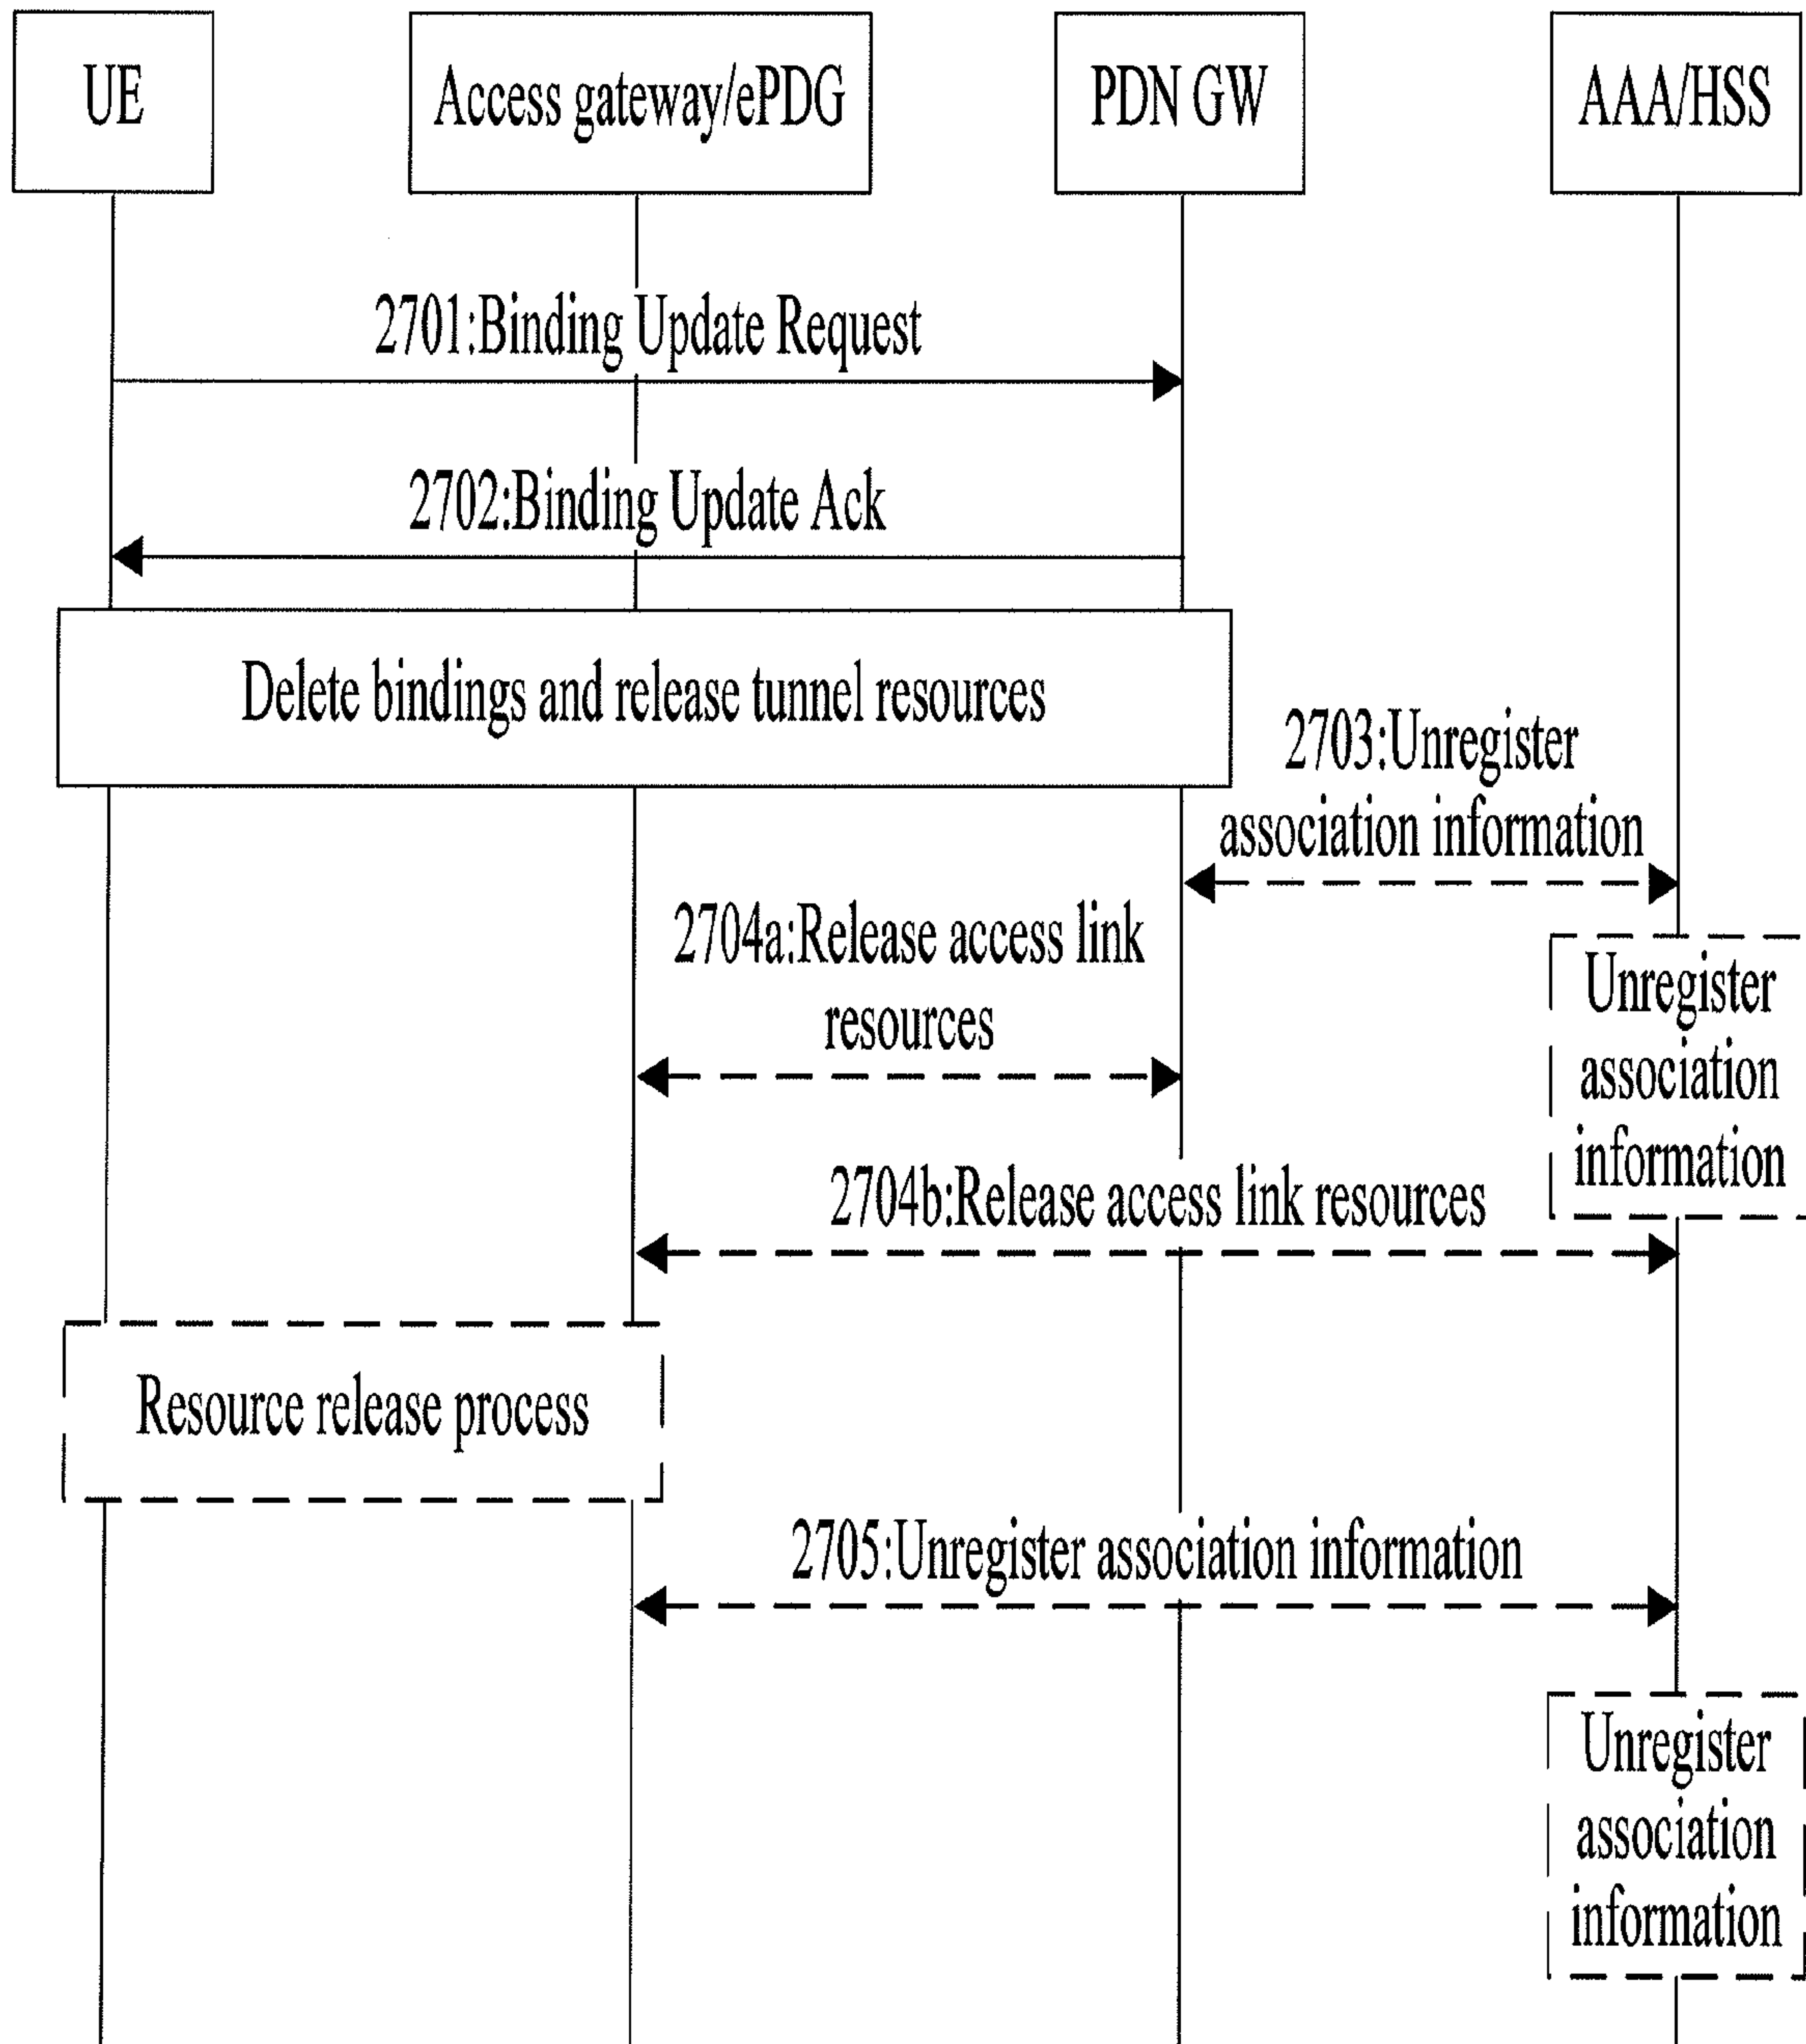 UE
Access gateway/ePDG
PDN GW
AAA/HSS
2701:Binding Update Request
2702:Binding Update Ack
Delete bindings and release tunnel resources
2703:Unregister
association information
2704a:Release access link
resources
Unregister
association
information
2704b:Release access link resources
Resource release process
2705:Unregister association information
Unregister
association
information